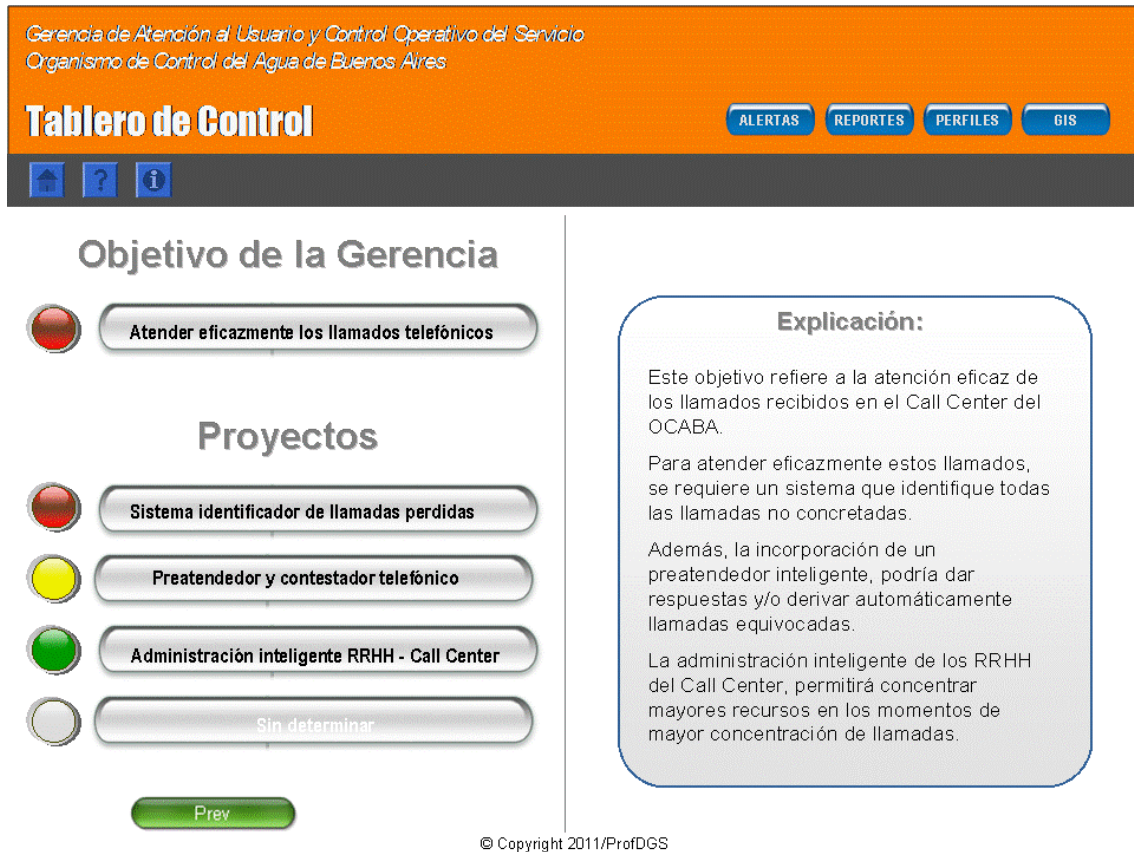 Gerencia de Atención al Usuario y Control Operativo del Servicio
Organismo de Control del Agua de Buenos Aires
Tablero de Control
ALERTAS
REPORTES
PERFILES
GIS
?
i
Objetivo de la Gerencia
Atender eficazmente los llamados telefónicos
Proyectos
Sistema identificador de llamadas perdidas
Preatendedor y contestador telefónico
Administración inteligente RRHH - Call Center
Sin determinar
Prev
Explicación:
Este objetivo refiere a la atención eficaz de
los llamados recibidos en el Call Center del
OCABA.
Para atender eficazmente estos llamados,
se requiere un sistema que identifique todas
las llamadas no concretadas.
Además, la incorporación de un
preatendedor inteligente, podría dar
respuestas y/o derivar automáticamente
llamadas equivocadas.
La administración inteligente de los RRHH
del Call Center, permitirá concentrar
mayores recursos en los momentos de
mayor concentración de llamadas.
© Copyright 2011/ProfDGS